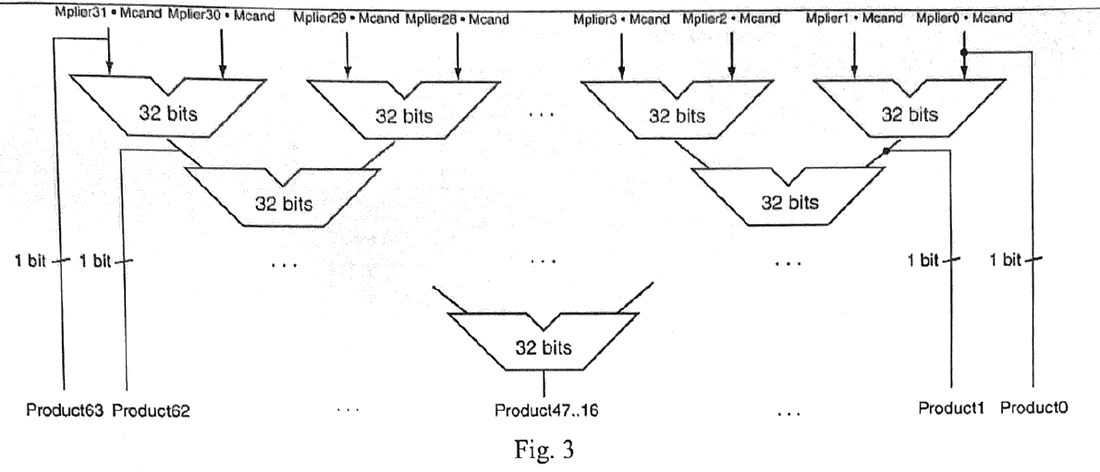 Mplier31 • Mcand Mplier30 • Mcand Mplier29 • Mcand Mplier28 • Mcand Mplier3 • Mcand Mplier2 • Mcand Mplier1 • Mcand Mplier0 • Mcand
32 bits 32 bits ... 32 bits 32 bits
32 bits 32 bits
1 bit 1 bit ... ... ... 1 bit 1 bit
32 bits
Product63 Product62 ... Product47..16 ... Product1 Product0
Fig. 3